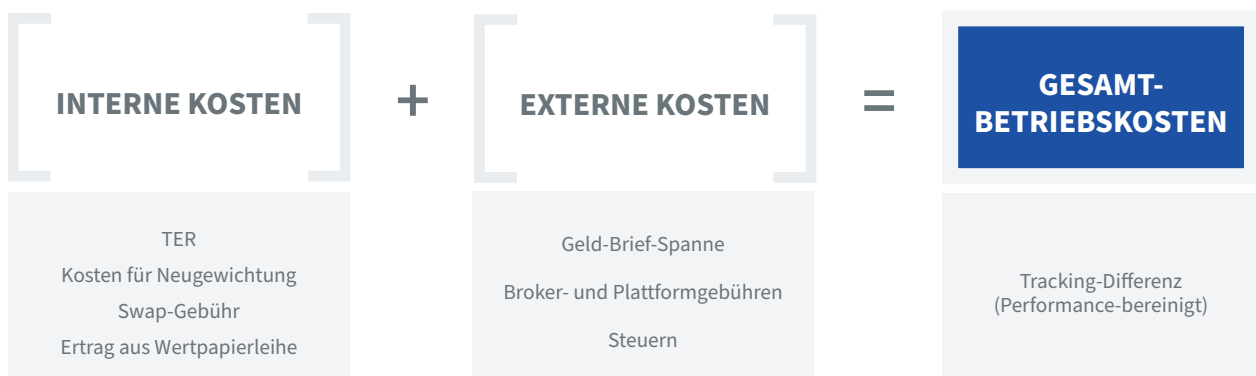 INTERNE KOSTEN
+
EXTERNE KOSTEN
=
GESAMT-
BETRIEBSKOSTEN
TER
Kosten für Neugewichtung
Swap-Gebühr
Ertrag aus Wertpapierleihe
Geld-Brief-Spanne
Broker- und Plattformgebühren
Steuern
Tracking-Differenz
(Performance-bereinigt)